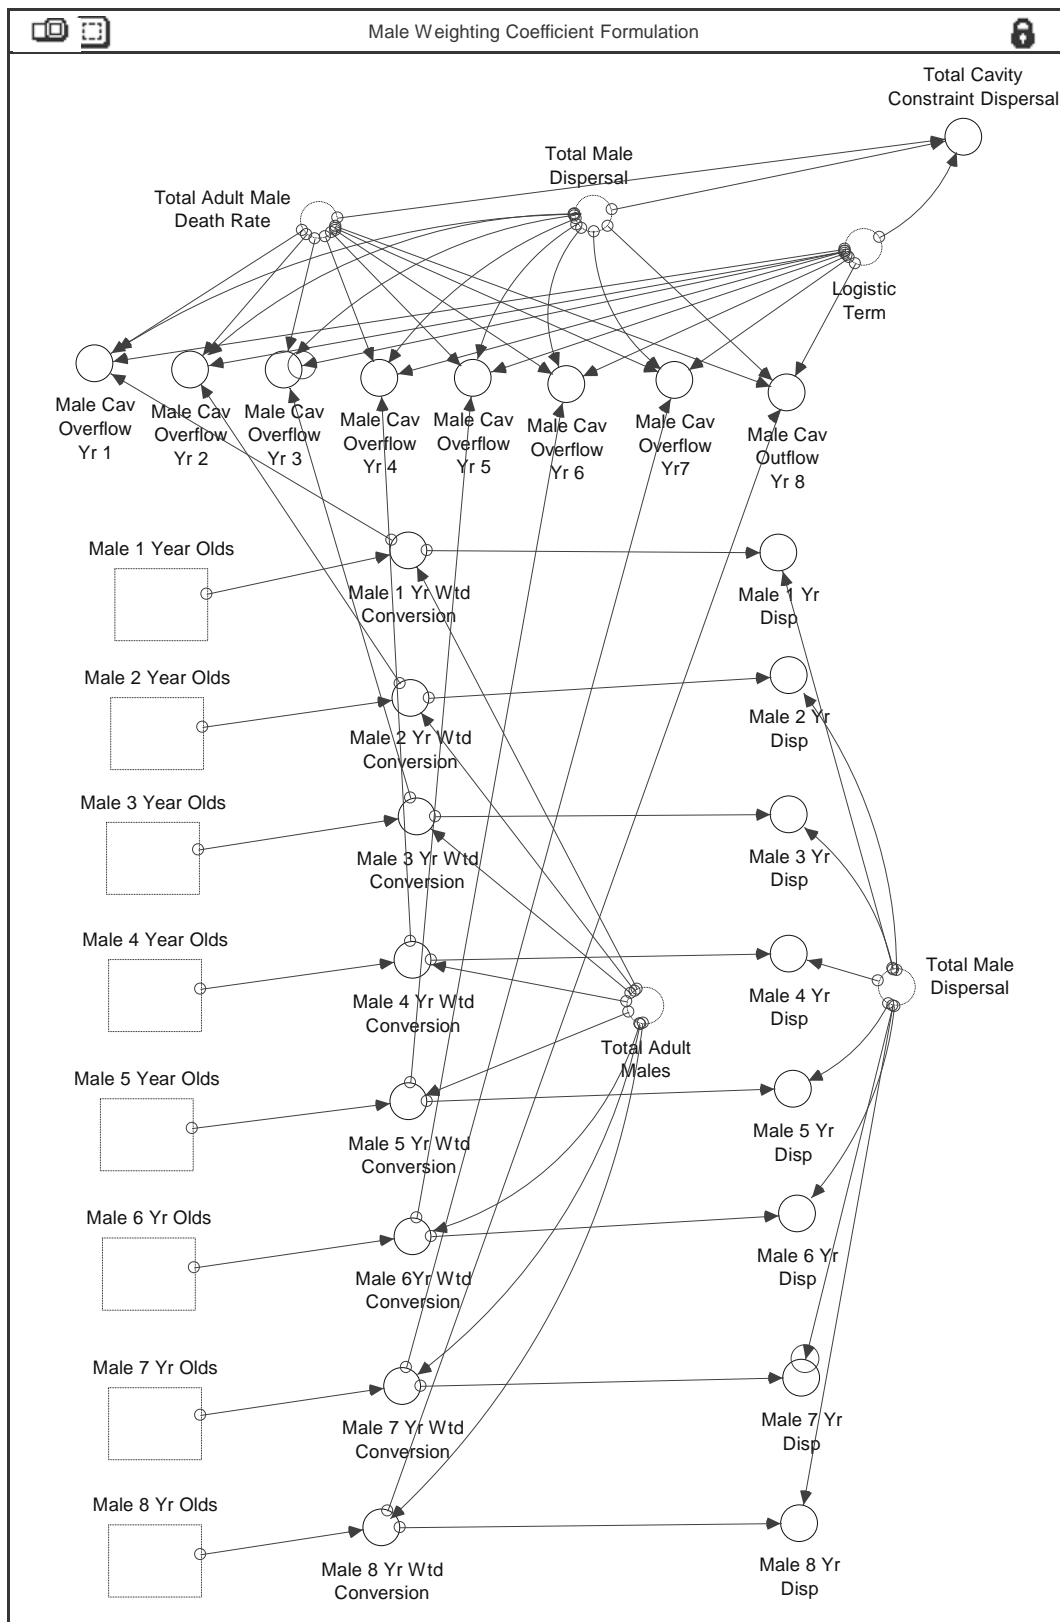 Male Weighting Coefficient Formulation
Total Cavity
Constraint Dispersal
Total Male
Dispersal
Total Adult Male
Death Rate
Logistic
Term
Male Cav
Overflow
Yr 1
Male Cav
Overflow
Yr 2
Male Cav
Overflow
Yr 3
Male Cav
Overflow
Yr 4
Male Cav
Overflow
Yr 5
Male Cav
Overflow
Yr 6
Male Cav
Overflow
Yr7
Male Cav
Outflow
Yr 8
Male 1 Year Olds
Male 1 Yr Wtd
Conversion
Male 1 Yr
Disp
Male 2 Year Olds
Male 2 Yr Wtd
Conversion
Male 2 Yr
Disp
Male 3 Year Olds
Male 3 Yr Wtd
Conversion
Male 3 Yr
Disp
Male 4 Year Olds
Male 4 Yr Wtd
Conversion
Male 4 Yr
Disp
Total Male
Dispersal
Total Adult
Males
Male 5 Year Olds
Male 5 Yr Wtd
Conversion
Male 5 Yr
Disp
Male 6 Yr Olds
Male 6Yr Wtd
Conversion
Male 6 Yr
Disp
Male 7 Yr Olds
Male 7 Yr Wtd
Conversion
Male 7 Yr
Disp
Male 8 Yr Olds
Male 8 Yr Wtd
Conversion
Male 8 Yr
Disp